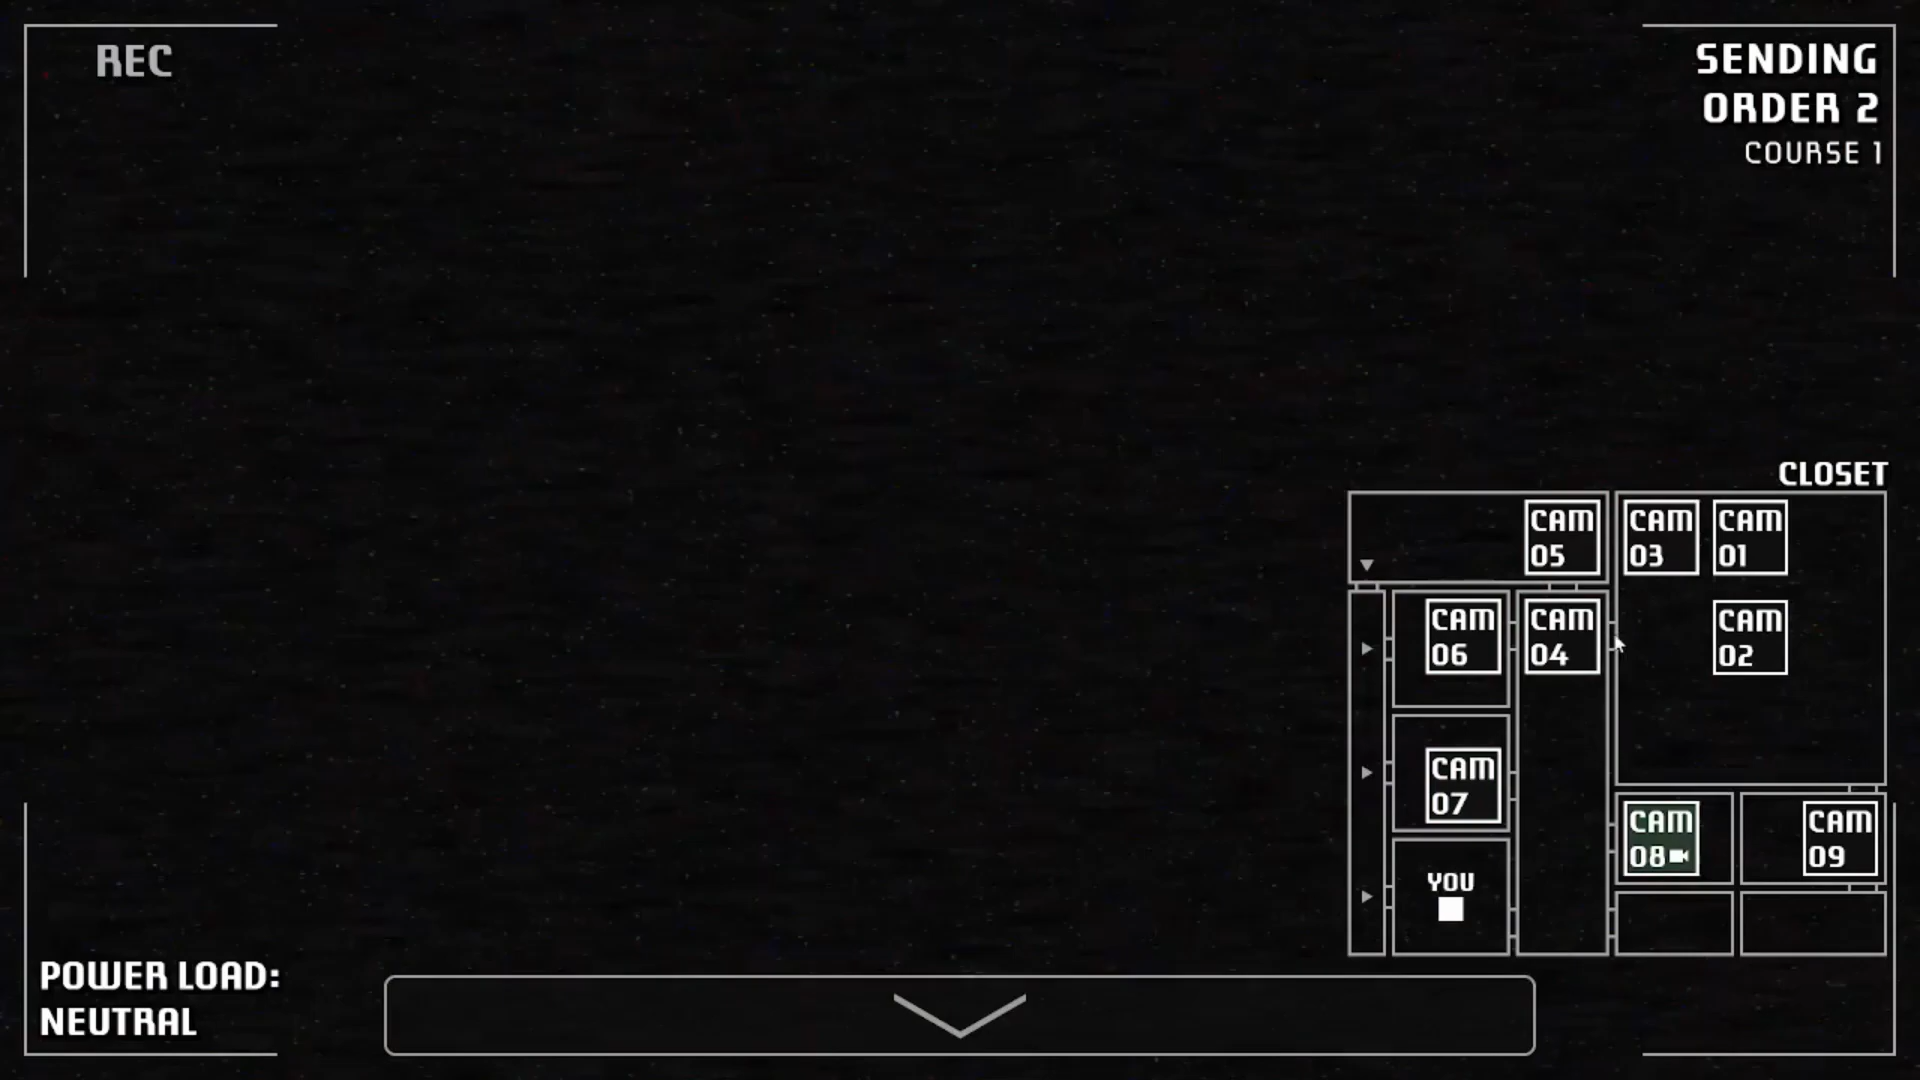 REC
SENDING
ORDER 2
COURSE 1
CLOSET
CAM
05
CAM
03
CAM
01
CAM
06
CAM
04
CAM
02
CAM
07
CAM
08
CAM
09
YOU
POWER LOAD:
NEUTRAL